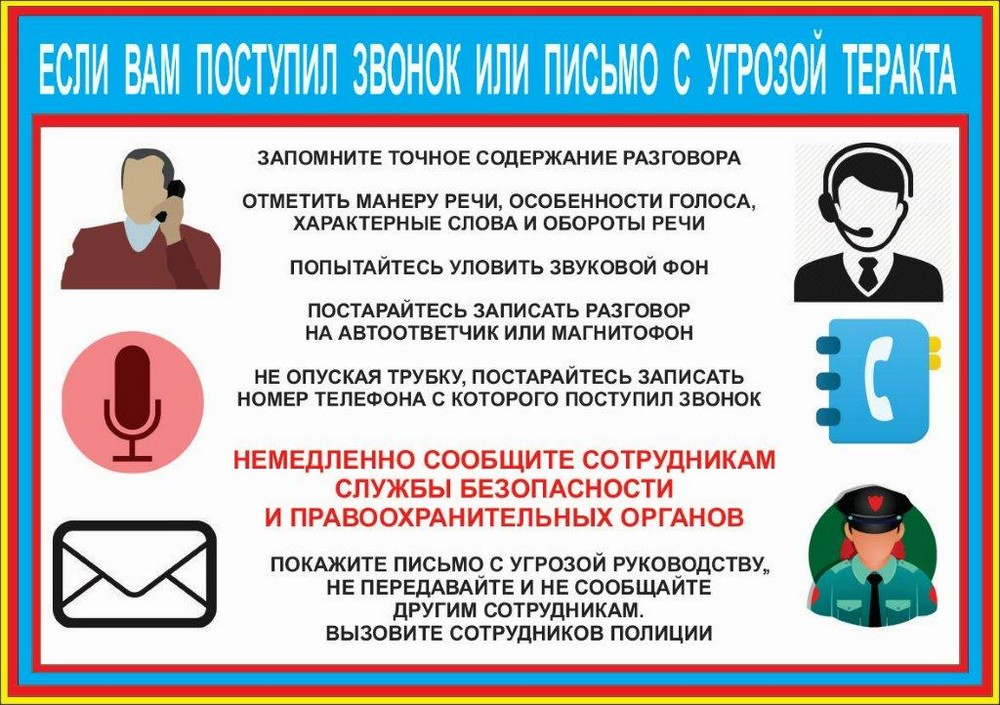 ЕСЛИ ВАМ ПОСТУПИЛ ЗВОНОК ИЛИ ПИСЬМО С УГРОЗОЙ ТЕРАКТА
ЗАПОМНИТЕ ТОЧНОЕ СОДЕРЖАНИЕ РАЗГОВОРА
ОТМЕТИТЬ МАНЕРУ РЕЧИ, ОСОБЕННОСТИ ГОЛОСА,
ХАРАКТЕРНЫЕ СЛОВА И ОБОРОТЫ РЕЧИ
ПОПЫТАЙТЕСЬ УЛОВИТЬ ЗВУКОВОЙ ФОН
ПОСТАРАЙТЕСЬ ЗАПИСАТЬ РАЗГОВОР
НА АВТООТВЕТЧИК ИЛИ МАГНИТОФОН
НЕ ОПУСКАЯ ТРУБКУ, ПОСТАРАЙТЕСЬ ЗАПИСАТЬ
НОМЕР ТЕЛЕФОНА С КОТОРОГО ПОСТУПИЛ ЗВОНОК
НЕМЕДЛЕННО СООБЩИТЕ СОТРУДНИКАМ
СЛУЖБЫ БЕЗОПАСНОСТИ
И ПРАВООХРАНИТЕЛЬНЫХ ОРГАНОВ
ПОКАЖИТЕ ПИСЬМО С УГРОЗОЙ РУКОВОДСТВУ,,
НЕ ПЕРЕДАВАЙТЕ И НЕ СООБЩАЙТЕ
ДРУГИМ СОТРУДНИКАМ.
ВЫЗОВИТЕ СОТРУДНИКОВ ПОЛИЦИИ